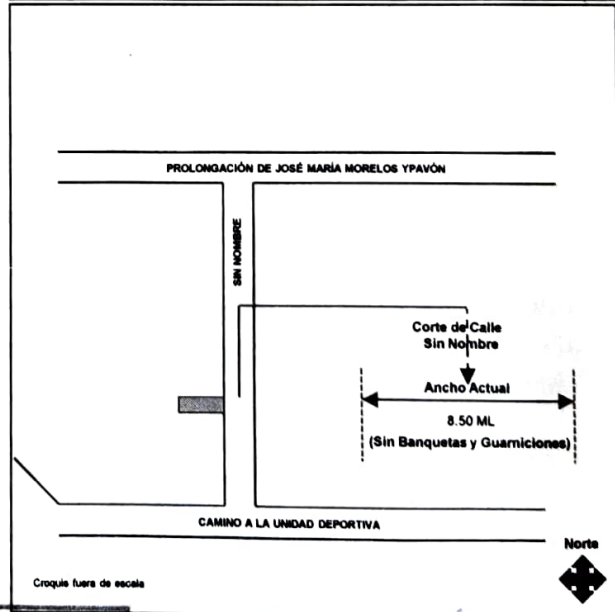 PROLONGACIÓN DE JOSÉ MARÍA MORELOS YPAVÓN
SIN NOMBRE
Corte de Calle
Sin Nombre
Ancho Actual
8.50 ML
(Sin Banquetas y Guarniciones)
CAMINO A LA UNIDAD DEPORTIVA
Norte
Croquis fuera de escala